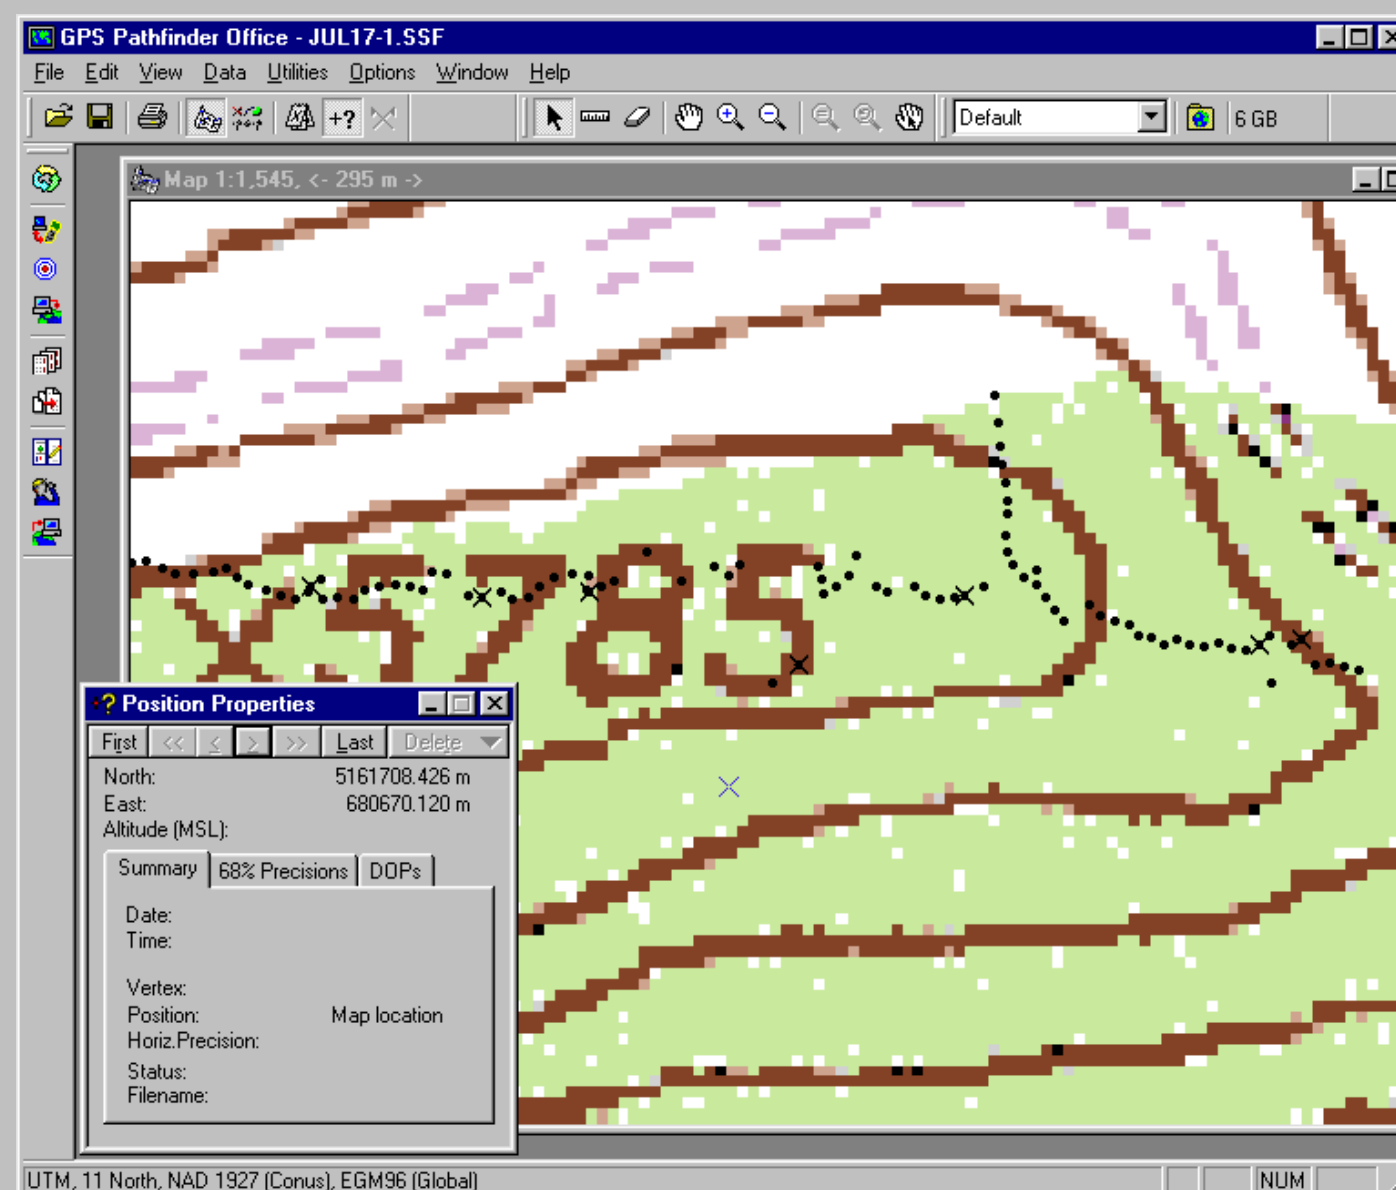 GPS Pathfinder Office - JUL17-1.SSF
File Edit View Data Utilities Options Window Help
+? Default 6 GB
Map 1:1,545, <- 295 m ->
5785
? Position Properties
First << < > >> Last Delete
North: 5161708.426 m
East: 680670.120 m
Altitude (MSL):
Summary 68% Precisions DOPs
Date:
Time:
Vertex:
Position: Map location
Horiz.Precision:
Status:
Filename:
UTM, 11 North, NAD 1927 (Conus), EGM96 (Global) NUM